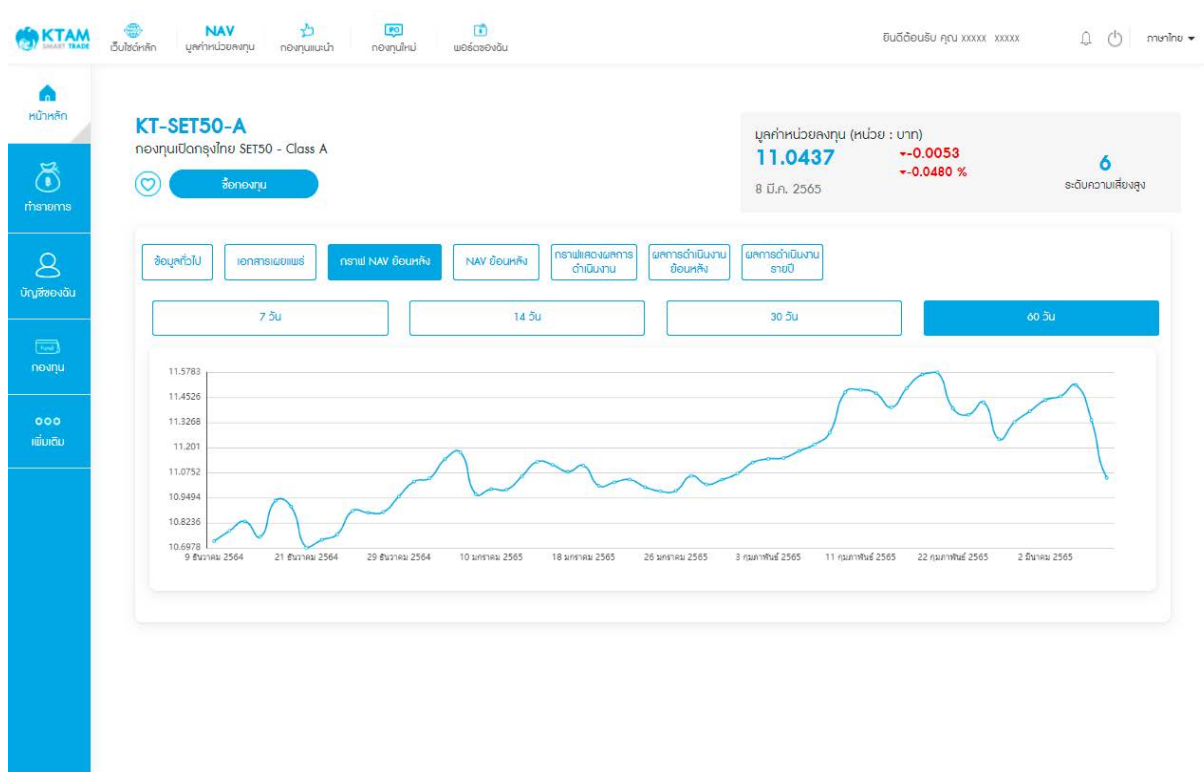 KTAM
SMART TRADE
เว็บไซต์หลัก
NAV
มูลค่าหน่วยลงทุน
กองทุนแนะนำ
IPO
กองทุนใหม่
พอร์ตของฉัน
ยินดีต้อนรับ คุณ xxxxx xxxxx
ภาษาไทย
หน้าหลัก
ทำรายการ
บัญชีของฉัน
Fund
กองทุน
เพิ่มเติม
KT-SET50-A
กองทุนเปิดกรุงไทย SET50 - Class A
ซื้อกองทุน
มูลค่าหน่วยลงทุน (หน่วย : บาท)
11.0437
-0.0053
-0.0480 %
8 มี.ค. 2565
6
ระดับความเสี่ยงสูง
ข้อมูลทั่วไป
เอกสารเผยแพร่
กราฟ NAV ย้อนหลัง
NAV ย้อนหลัง
กราฟแสดงผลการ
ดำเนินงาน
ผลการดำเนินงาน
ย้อนหลัง
ผลการดำเนินงาน
รายปี
7 วัน
14 วัน
30 วัน
60 วัน
11.5783
11.4526
11.3268
11.201
11.0752
10.9494
10.8236
10.6978
9 ธันวาคม 2564
21 ธันวาคม 2564
29 ธันวาคม 2564
10 มกราคม 2565
18 มกราคม 2565
26 มกราคม 2565
3 กุมภาพันธ์ 2565
11 กุมภาพันธ์ 2565
22 กุมภาพันธ์ 2565
2 มีนาคม 2565